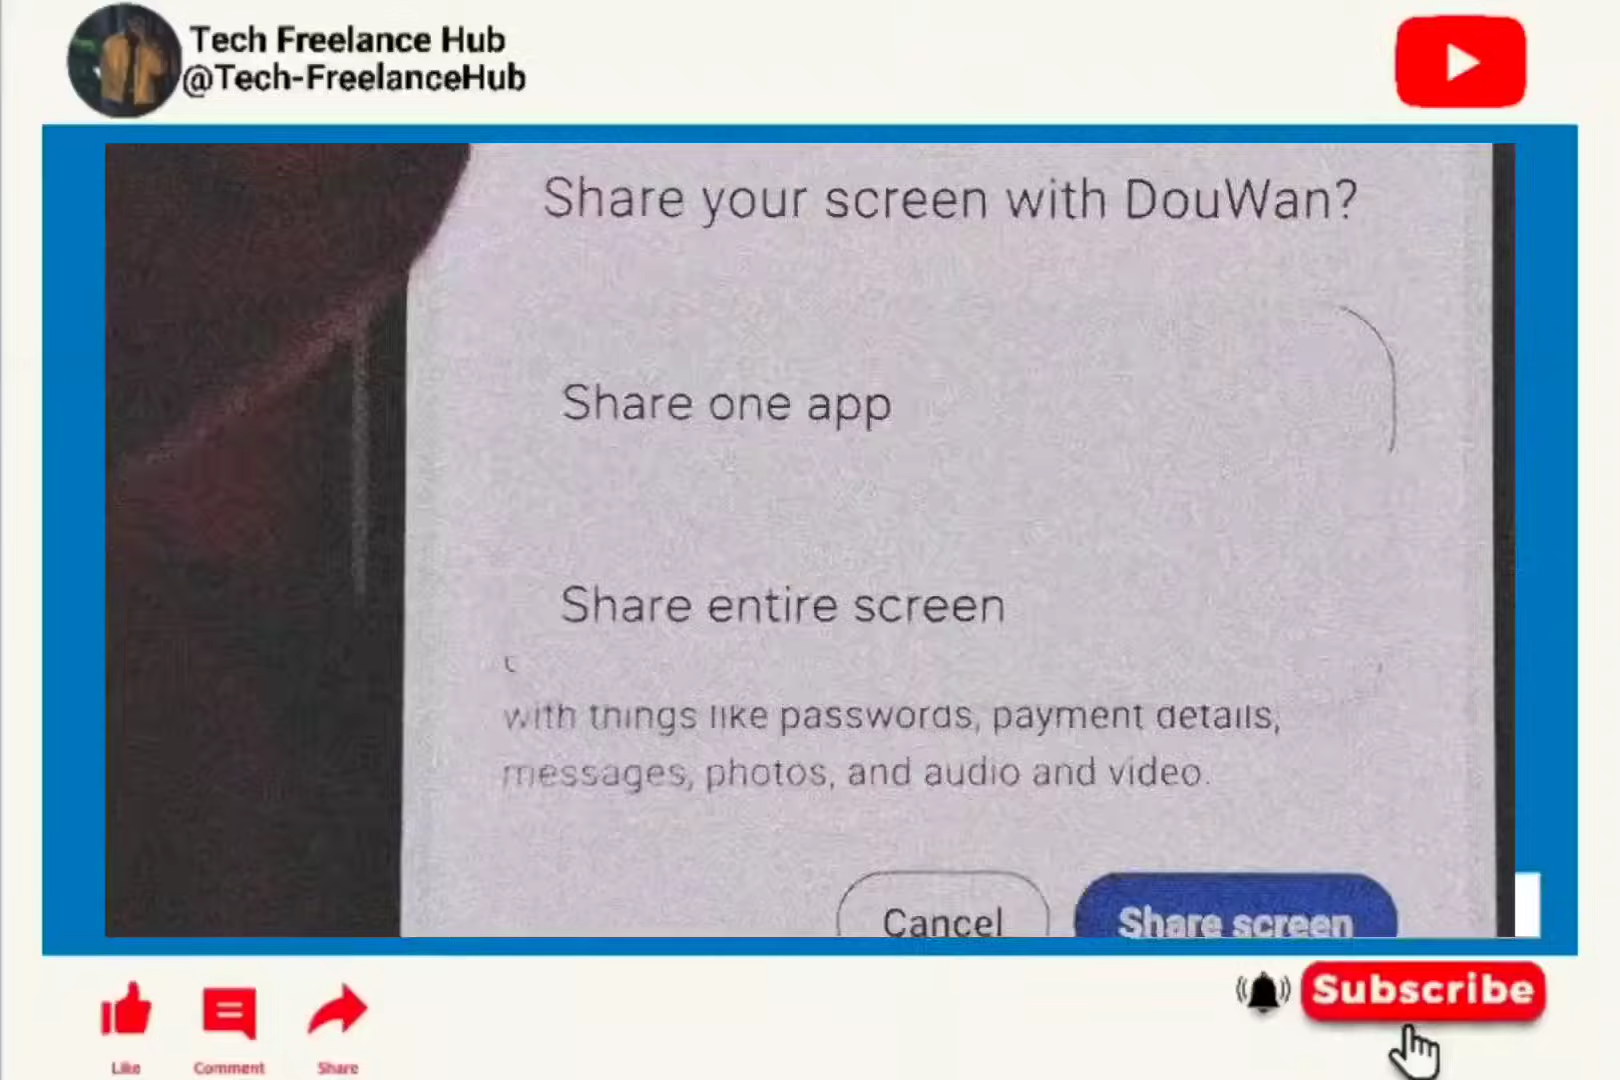 Tech Freelance Hub
@Tech-FreelanceHub
Share your screen with DouWan?
Share one app
Share entire screen
with things like passwords, payment details,
messages, photos, and audio and video.
Cancel
Share screen
Subscribe
Like
Comment
Share